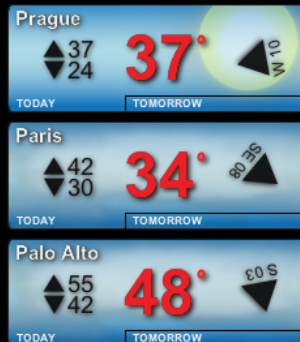 Prague
37
24
37°
W 10
TODAY
TOMORROW
Paris
42
30
34°
SE 08
TODAY
TOMORROW
Palo Alto
55
42
48°
S 03
TODAY
TOMORROW